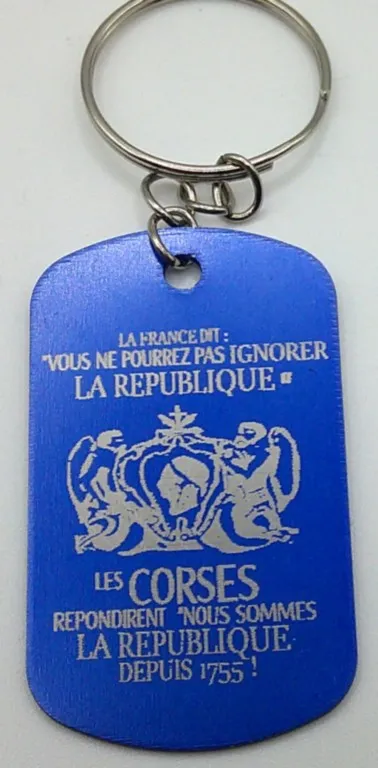 LA FRANCE DIT :
"VOUS NE POURREZ PAS IGNORER
LA REPUBLIQUE "
LES CORSES
REPONDIRENT "NOUS SOMMES
LA REPUBLIQUE
DEPUIS 1755 !